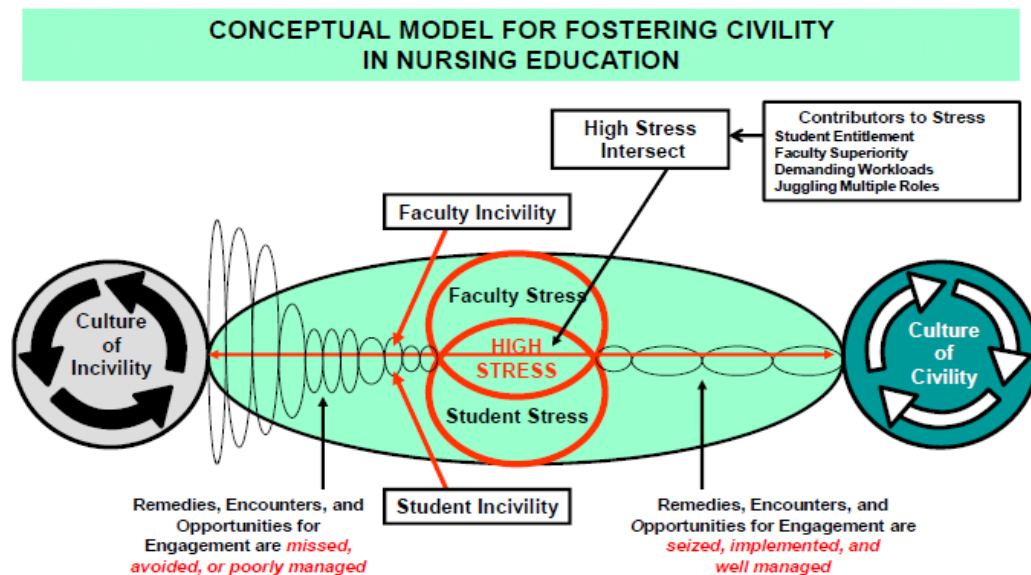 CONCEPTUAL MODEL FOR FOSTERING CIVILITY
IN NURSING EDUCATION
High Stress
Intersect
Contributors to Stress
Student Entitlement
Faculty Superiority
Demanding Workloads
Juggling Multiple Roles
Faculty Incivility
Culture
of
Incivility
Faculty Stress
HIGH
STRESS
Student Stress
Culture
of
Civility
Student Incivility
Remedies, Encounters, and
Opportunities for
Engagement are missed,
avoided, or poorly managed
Remedies, Encounters, and
Opportunities for Engagement are
seized, implemented, and
well managed